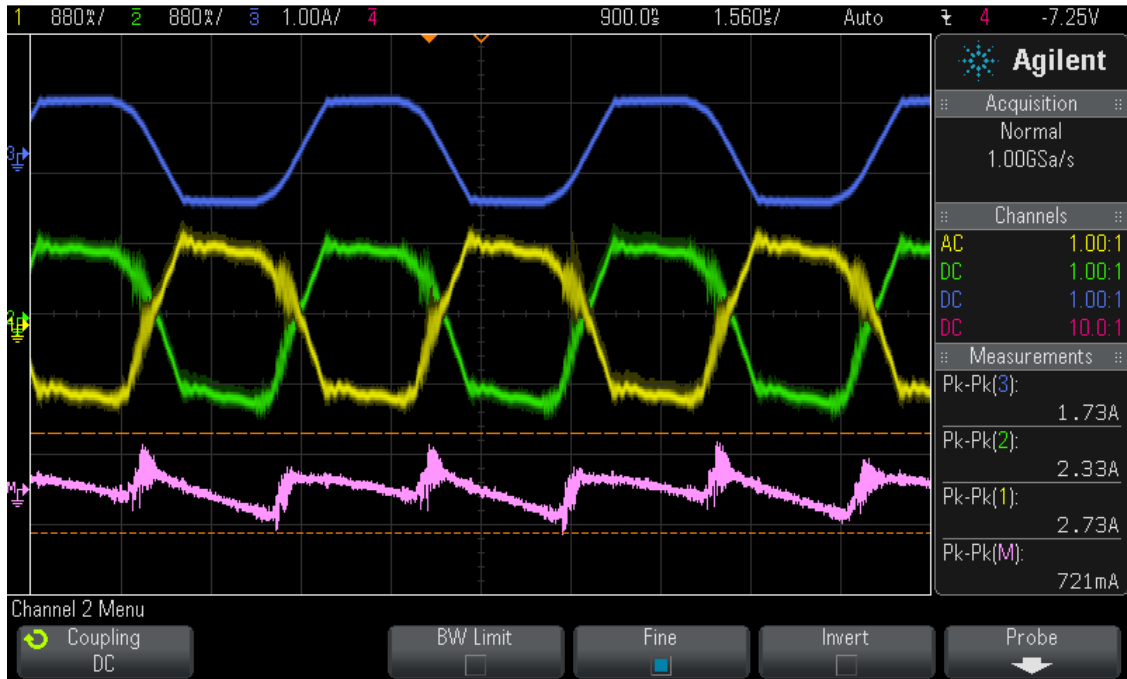 1 880㎃/ 2 880㎃/ 3 1.00A/ 4 900.0㎱ 1.560㎲/ Auto 4 -7.25V
Agilent
Acquisition
Normal
1.00GSa/s
Channels
AC 1.00:1
DC 1.00:1
DC 1.00:1
DC 10.0:1
Measurements
Pk-Pk(3):
1.73A
Pk-Pk(2):
2.33A
Pk-Pk(1):
2.73A
Pk-Pk(M):
721mA
3
2
M
Channel 2 Menu
Coupling
DC
BW Limit
Fine
Invert
Probe